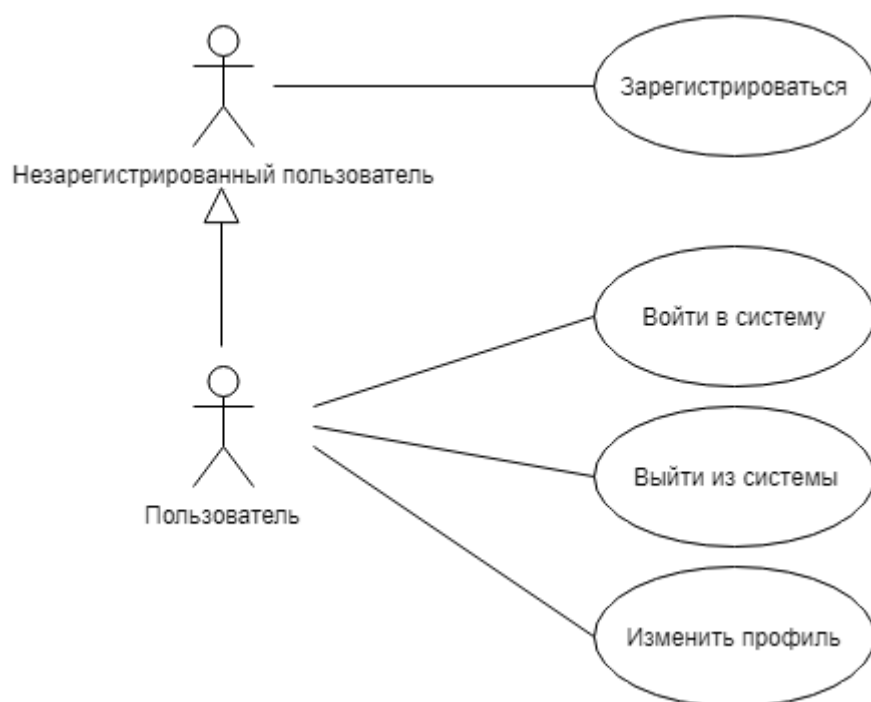 Зарегистрироваться
Незарегистрированный пользователь
Войти в систему
Выйти из системы
Пользователь
Изменить профиль